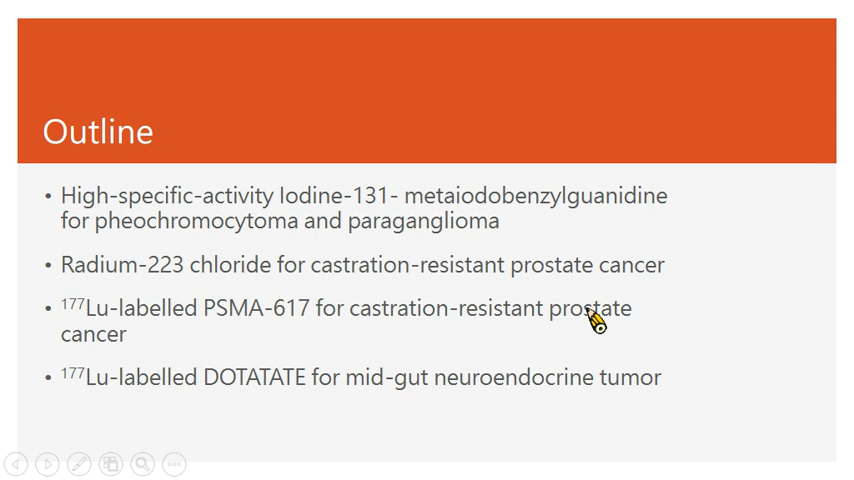 Outline
• High-specific-activity Iodine-131- metaiodobenzylguanidine
for pheochromocytoma and paraganglioma
• Radium-223 chloride for castration-resistant prostate cancer
• ¹⁷⁷Lu-labelled PSMA-617 for castration-resistant prostate
cancer
• ¹⁷⁷Lu-labelled DOTATATE for mid-gut neuroendocrine tumor